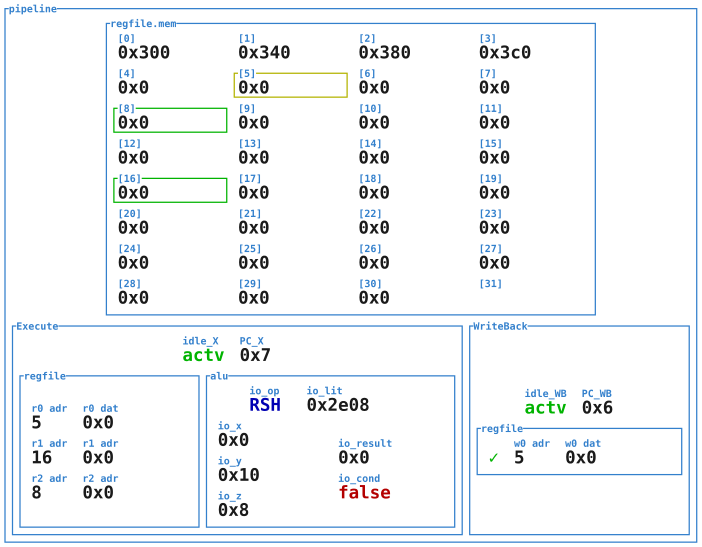 pipeline
regfile.mem
[0] [1] [2] [3]
0x300 0x340 0x380 0x3c0
[4] [5] [6] [7]
0x0 0x0 0x0 0x0
[8] [9] [10] [11]
0x0 0x0 0x0 0x0
[12] [13] [14] [15]
0x0 0x0 0x0 0x0
[16] [17] [18] [19]
0x0 0x0 0x0 0x0
[20] [21] [22] [23]
0x0 0x0 0x0 0x0
[24] [25] [26] [27]
0x0 0x0 0x0 0x0
[28] [29] [30] [31]
0x0 0x0 0x0
Execute
idle_X PC_X
actv 0x7
regfile
r0 adr r0 dat
5 0x0
r1 adr r1 adr
16 0x0
r2 adr r2 adr
8 0x0
alu
io_op io_lit
RSH 0x2e08
io_x
0x0
io_y
0x10
io_z
0x8
io_result
0x0
io_cond
false
WriteBack
idle_WB PC_WB
actv 0x6
regfile
w0 adr w0 dat
✓ 5 0x0